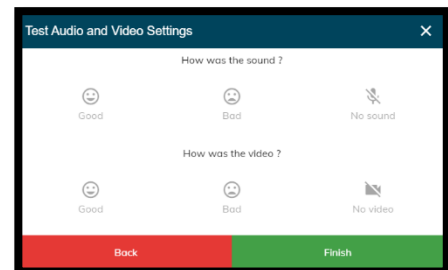 Test Audio and Video Settings
How was the sound ?
Good Bad No sound
How was the video ?
Good Bad No video
Back Finish